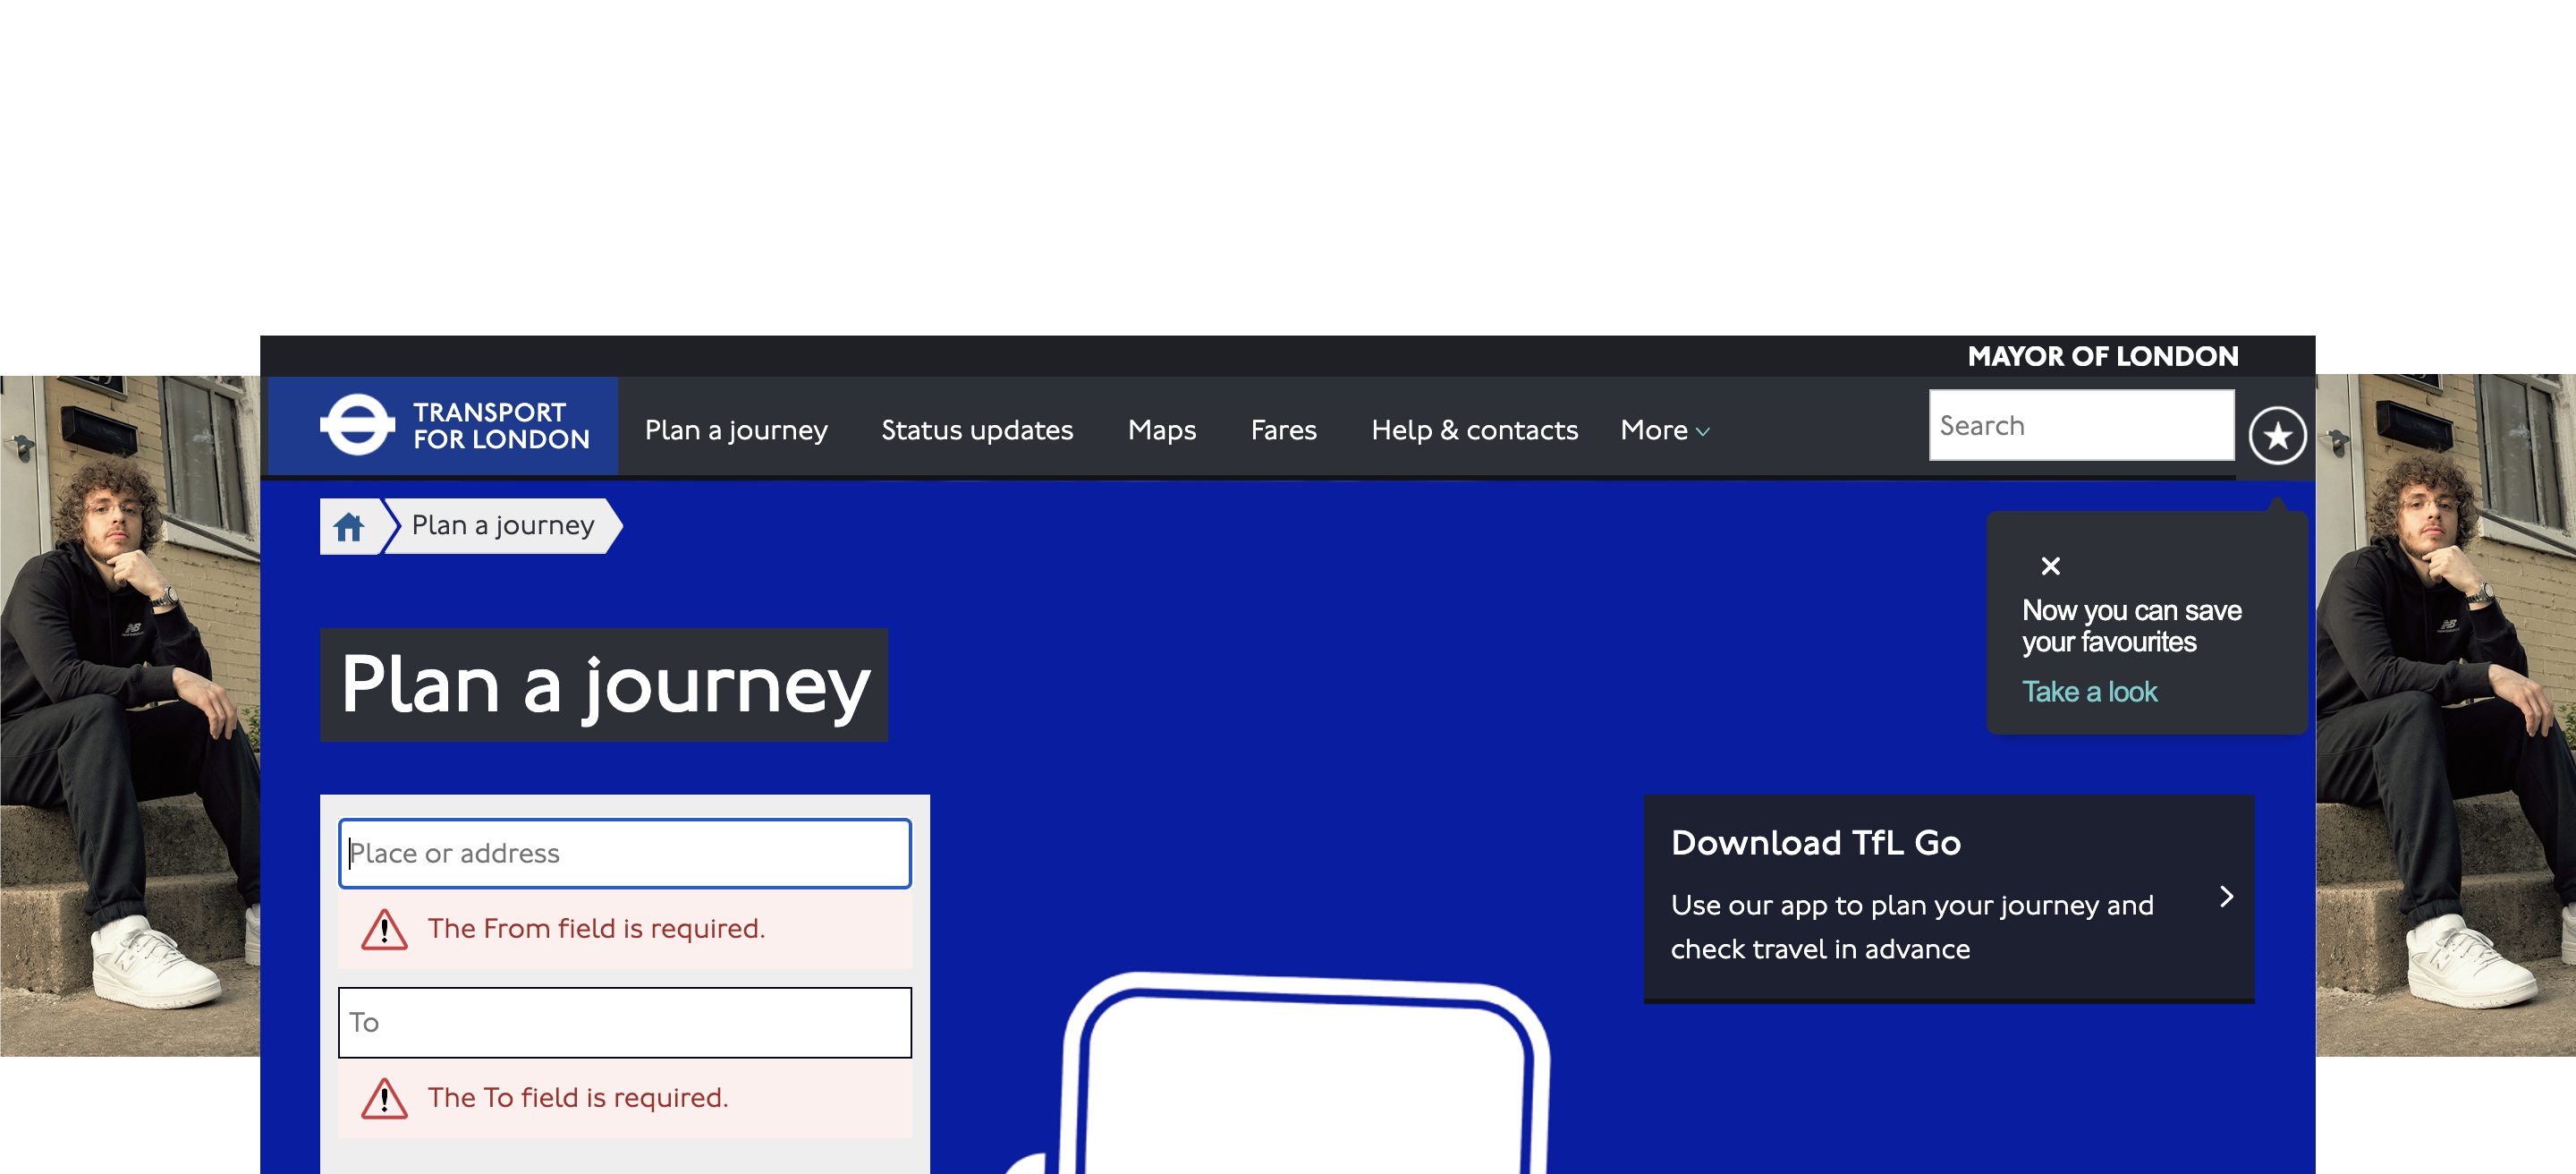 MAYOR OF LONDON
TRANSPORT
FOR LONDON
Plan a journey
Status updates
Maps
Fares
Help & contacts
More
Search
Plan a journey
Now you can save
your favourites
Take a look
Plan a journey
Place or address
The From field is required.
To
The To field is required.
Download TfL Go
Use our app to plan your journey and
check travel in advance
NB
NB